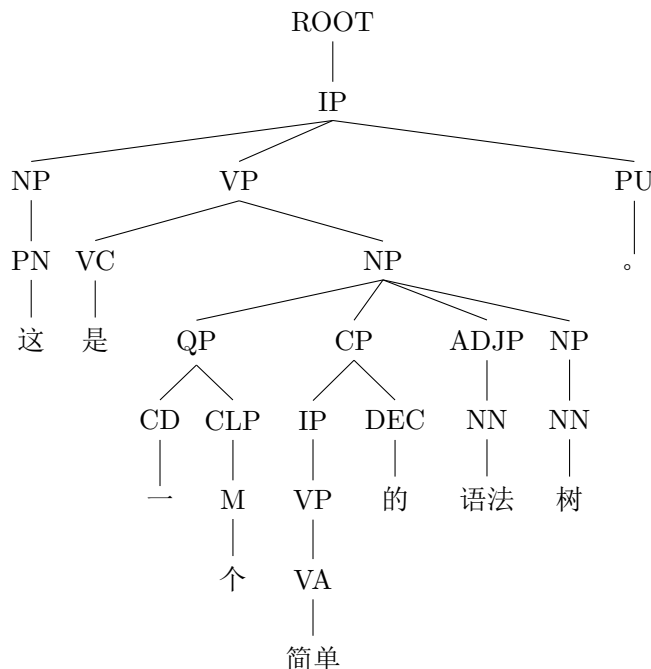 ROOT
IP
NP VP PU
PN VC NP 。
这 是 QP CP ADJP NP
CD CLP IP DEC NN NN
一 M VP 的 语法 树
个 VA
简单